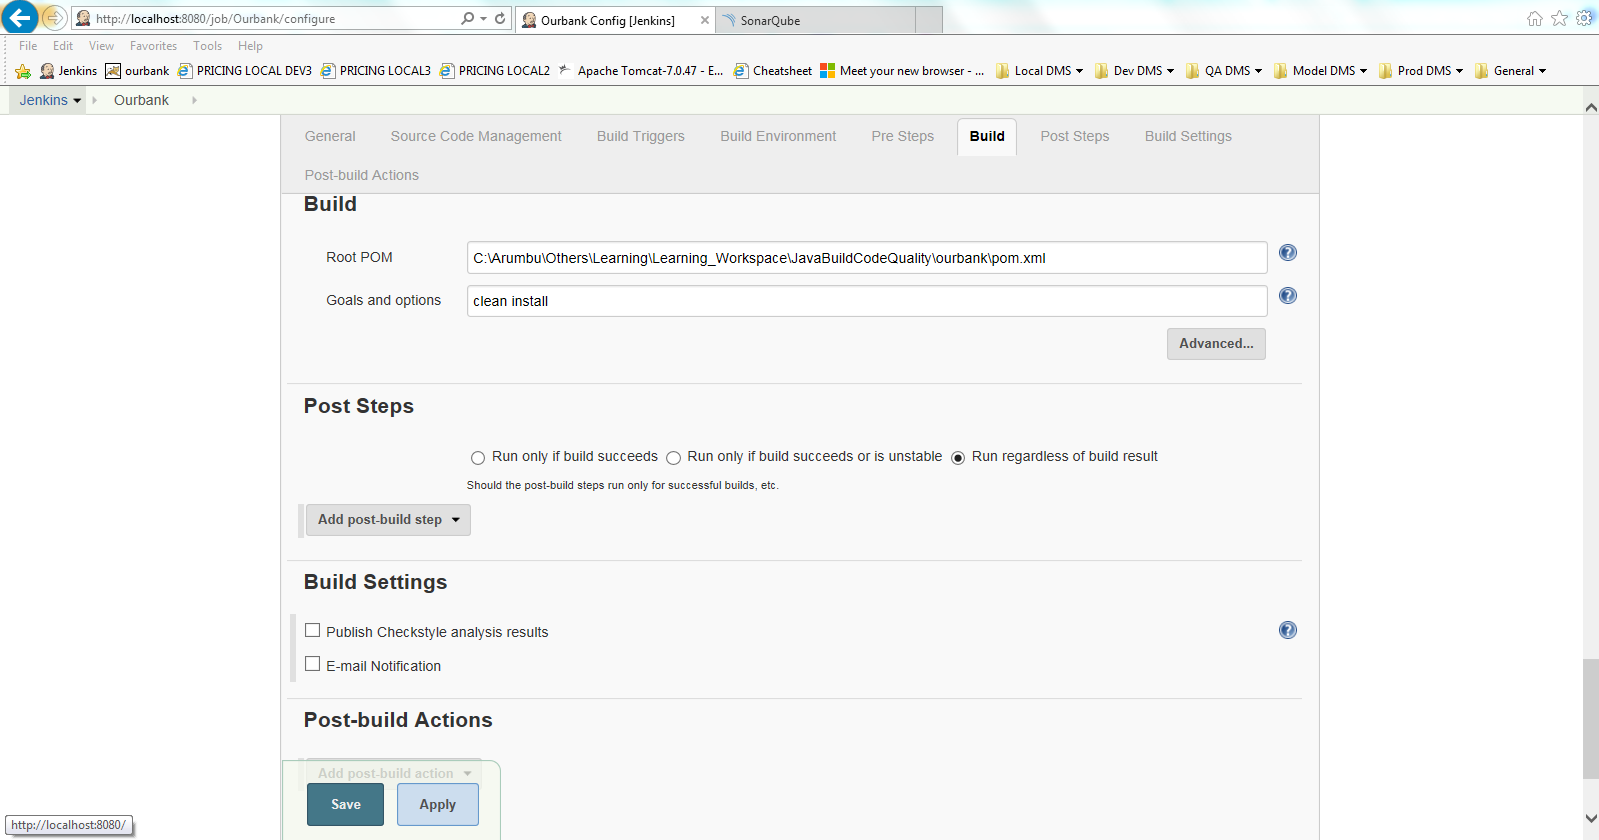 http://localhost:8080/job/Ourbank/configure
Ourbank Config [Jenkins]
SonarQube
File Edit View Favorites Tools Help
Jenkins ourbank PRICING LOCAL DEV3 PRICING LOCAL3 PRICING LOCAL2 Apache Tomcat-7.0.47 - E... Cheatsheet Meet your new browser - ... Local DMS Dev DMS QA DMS Model DMS Prod DMS General
Jenkins Ourbank
General Source Code Management Build Triggers Build Environment Pre Steps Build Post Steps Build Settings
Post-build Actions
Build
Root POM C:\Arumbu\Others\Learning\Learning_Workspace\JavaBuildCodeQuality\ourbank\pom.xml
Goals and options clean install
Advanced...
Post Steps
Run only if build succeeds Run only if build succeeds or is unstable Run regardless of build result
Should the post-build steps run only for successful builds, etc.
Add post-build step
Build Settings
Publish Checkstyle analysis results
E-mail Notification
Post-build Actions
Add post-build action
Save Apply
http://localhost:8080/